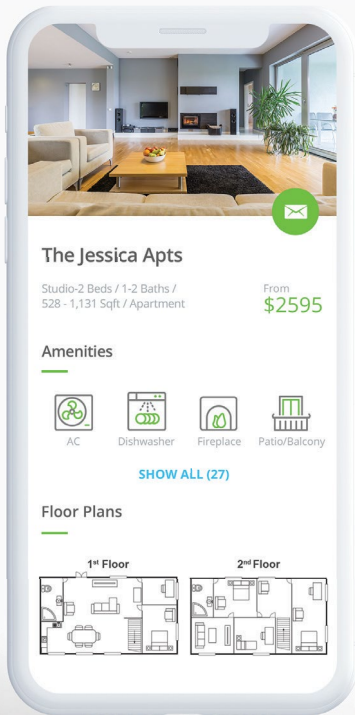 The Jessica Apts
Studio-2 Beds / 1-2 Baths /
528 - 1,131 Sqft / Apartment
From
$2595
Amenities
AC
Dishwasher
Fireplace
Patio/Balcony
SHOW ALL (27)
Floor Plans
1st Floor
2nd Floor